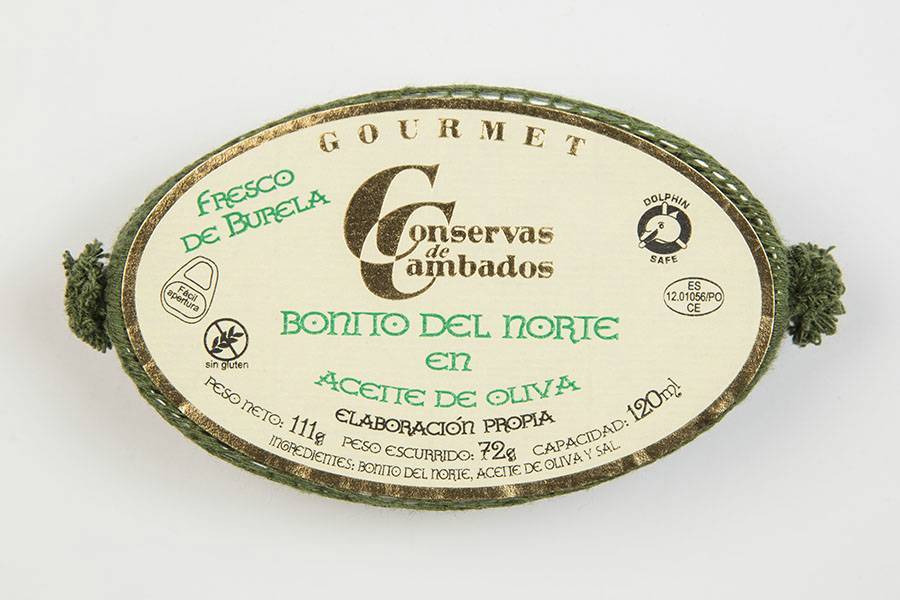 GOURMET
FRESCO
DE BURELA
Conservas
de
Cambados
DOLPHIN
SAFE
Fácil
apertura
ES
12.01056/PO
CE
sin gluten
BONITO DEL NORTE
EN
ACEITE DE OLIVA
ELABORACIÓN PROPIA
PESO NETO: 111g PESO ESCURRIDO: 72g CAPACIDAD: 120ml
INGREDIENTES: BONITO DEL NORTE, ACEITE DE OLIVA Y SAL.